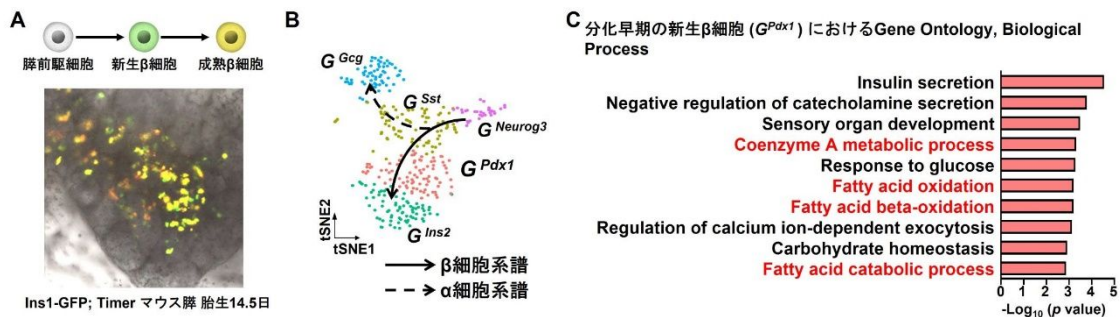 A
膵前駆細胞 新生β細胞 成熟β細胞
Ins1-GFP; Timer マウス膵 胎生14.5日
B
G Gcg
G Sst
G Neurog3
G Pdx1
G Ins2
tSNE2
tSNE1
β細胞系譜
α細胞系譜
C 分化早期の新生β細胞 (G Pdx1) におけるGene Ontology, Biological
Process
Insulin secretion
Negative regulation of catecholamine secretion
Sensory organ development
Coenzyme A metabolic process
Response to glucose
Fatty acid oxidation
Fatty acid beta-oxidation
Regulation of calcium ion-dependent exocytosis
Carbohydrate homeostasis
Fatty acid catabolic process
0 1 2 3 4 5
-Log10 (p value)